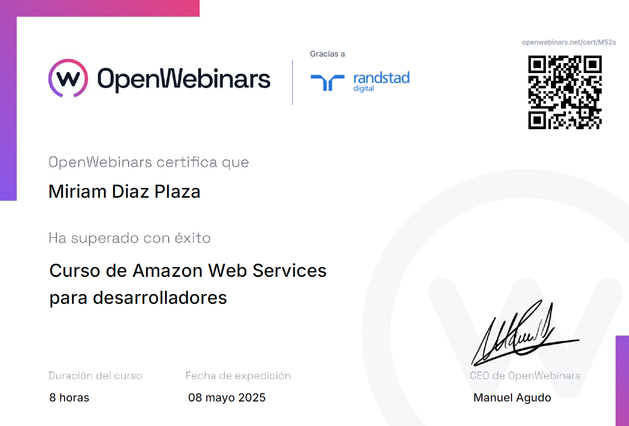 openwebinars.net/cert/M52s
Gracias a
OpenWebinars
randstad
digital
OpenWebinars certifica que
Miriam Diaz Plaza
Ha superado con éxito
Curso de Amazon Web Services
para desarrolladores
Duración del curso
Fecha de expedición
CEO de OpenWebinars
8 horas
08 mayo 2025
Manuel Agudo